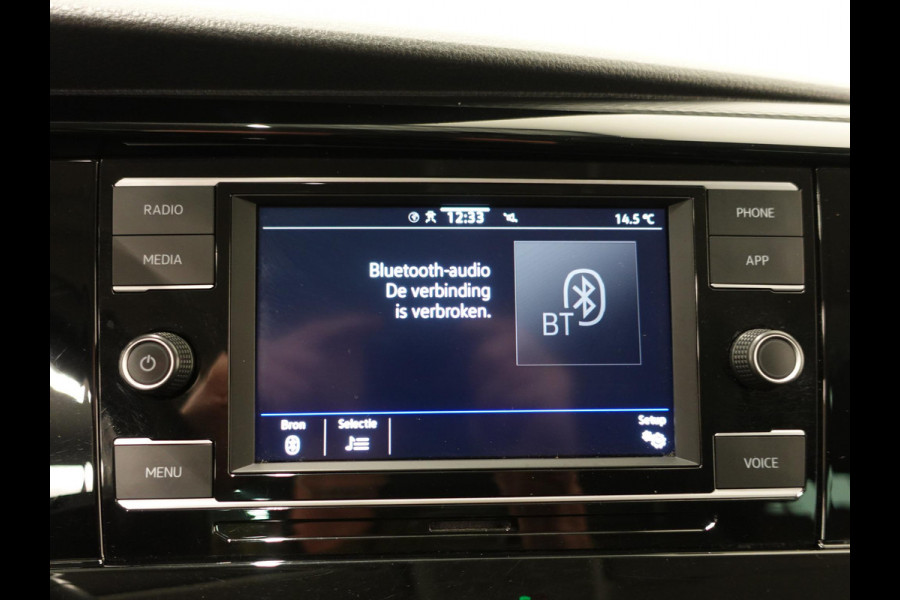 RADIO
MEDIA
MENU
12:33
14.5 °C
Bluetooth-audio
De verbinding
is verbroken.
BT
Bron
Selectie
Setup
PHONE
APP
VOICE